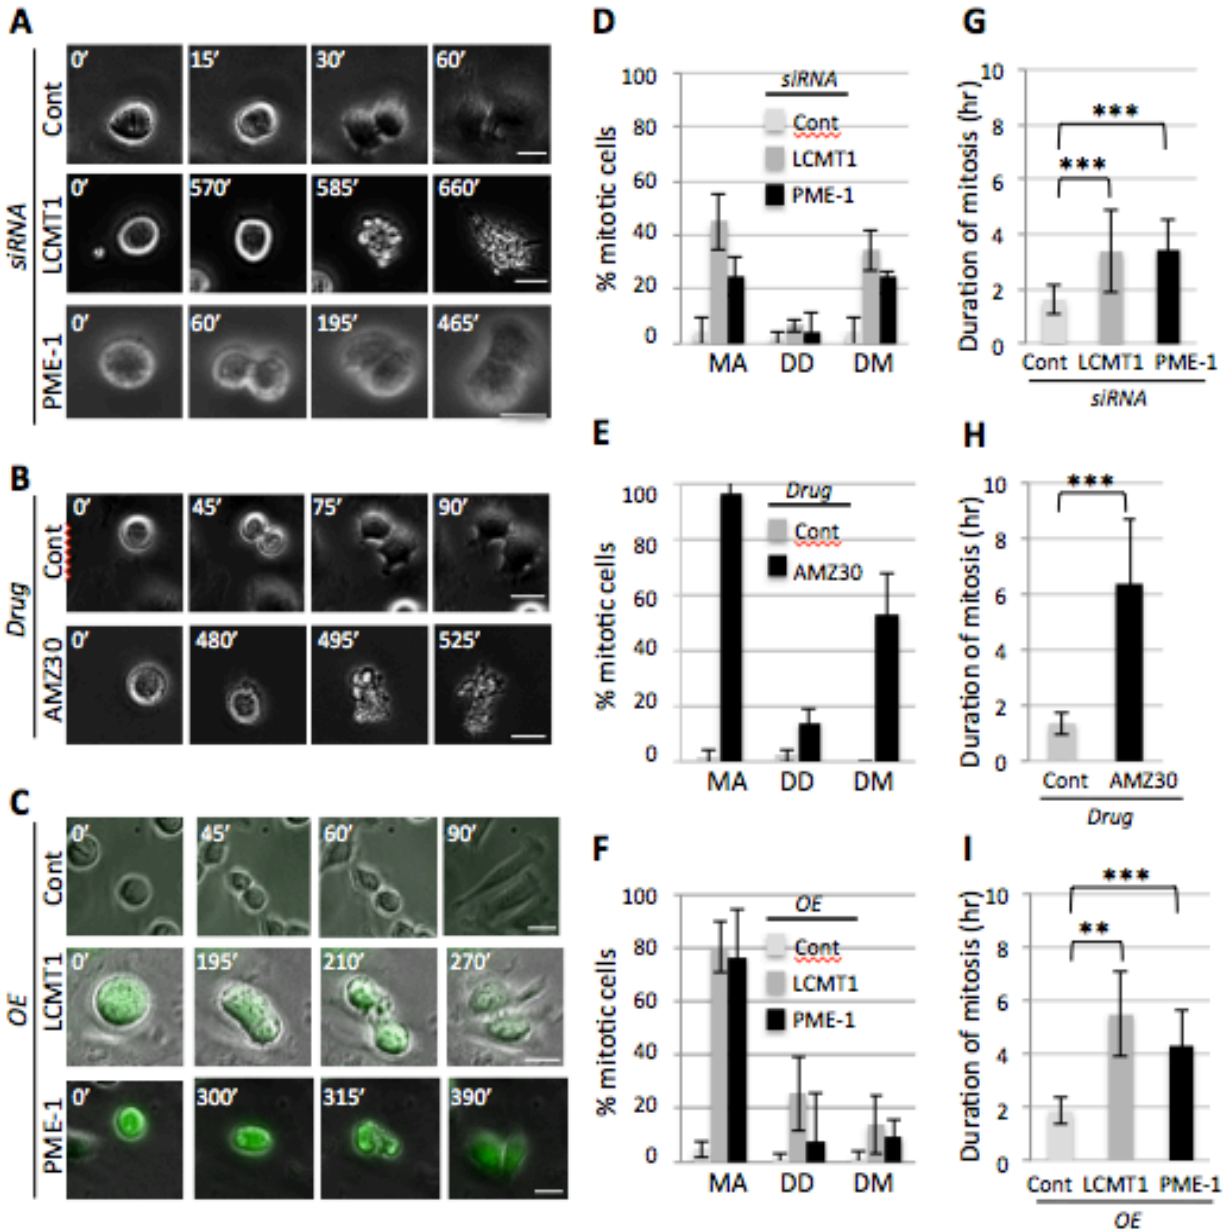 A
siRNA
Cont
0’ 15’ 30’ 60’
LCMT1
0’ 570’ 585’ 660’
PME-1
0’ 60’ 195’ 465’
B
Drug
Cont
0’ 45’ 75’ 90’
AMZ30
0’ 480’ 495’ 525’
C
OE
Cont
0’ 45’ 60’ 90’
LCMT1
0’ 195’ 210’ 270’
PME-1
0’ 300’ 315’ 390’
D
% mitotic cells
100
80
60
40
20
0
siRNA
Cont
LCMT1
PME-1
MA DD DM
E
% mitotic cells
100
80
60
40
20
0
Drug
Cont
AMZ30
MA DD DM
F
% mitotic cells
100
80
60
40
20
0
OE
Cont
LCMT1
PME-1
MA DD DM
G
Duration of mitosis (hr)
10
8
6
4
2
0
***
***
Cont LCMT1 PME-1
siRNA
H
Duration of mitosis (hr)
10
8
6
4
2
0
***
Cont AMZ30
Drug
I
Duration of mitosis (hr)
10
8
6
4
2
0
***
**
Cont LCMT1 PME-1
OE